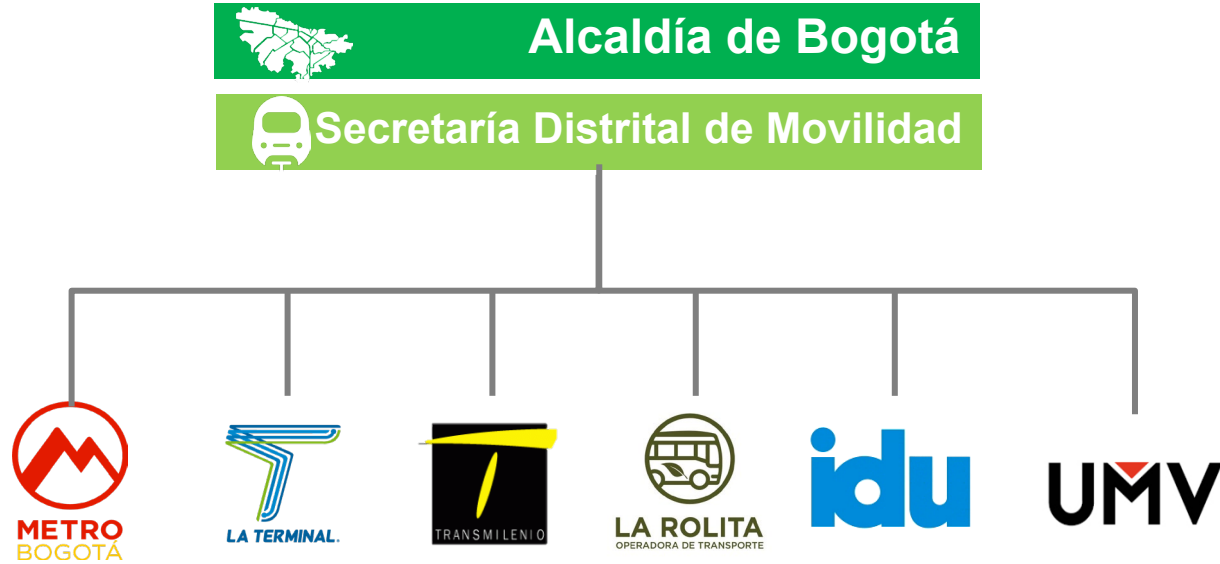 Alcaldía de Bogotá
Secretaría Distrital de Movilidad
METRO
BOGOTÁ
LA TERMINAL.
TRANSMILENIO
LA ROLITA
OPERADORA DE TRANSPORTE
idu
UMV